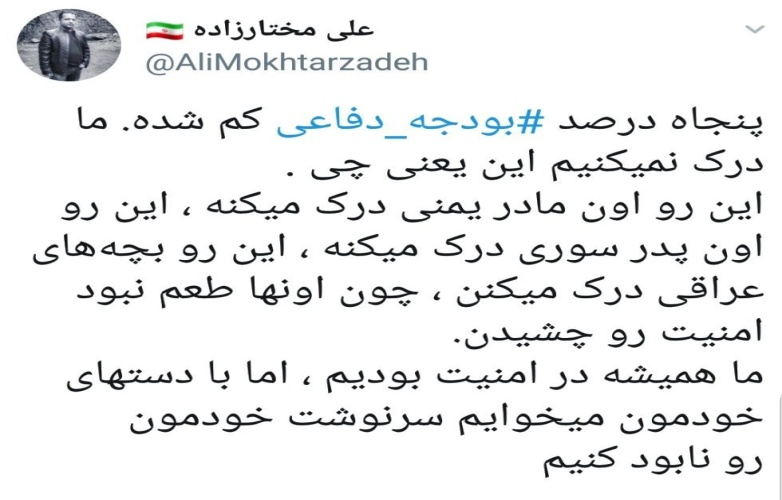 علی مختارزاده 🇮🇷
@AliMokhtarzadeh
پنجاه درصد #بودجه_دفاعی کم شده. ما
درک نمیکنیم این یعنی چی .
این رو اون مادر یمنی درک میکنه ، این رو
اون پدر سوری درک میکنه ، این رو بچه‌های
عراقی درک میکنن ، چون اونها طعم نبود
امنیت رو چشیدن.
ما همیشه در امنیت بودیم ، اما با دستهای
خودمون میخوایم سرنوشت خودمون
رو نابود کنیم